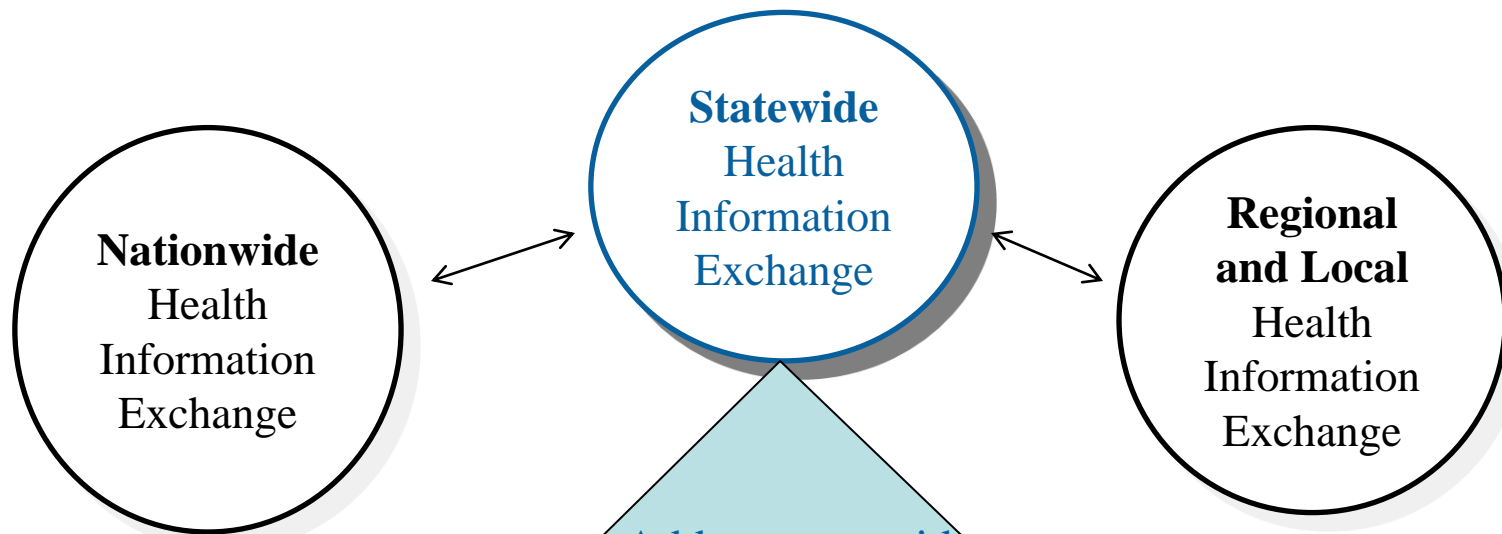 Statewide
Health
Information
Exchange
Nationwide
Health
Information
Exchange
Regional
and Local
Health
Information
Exchange